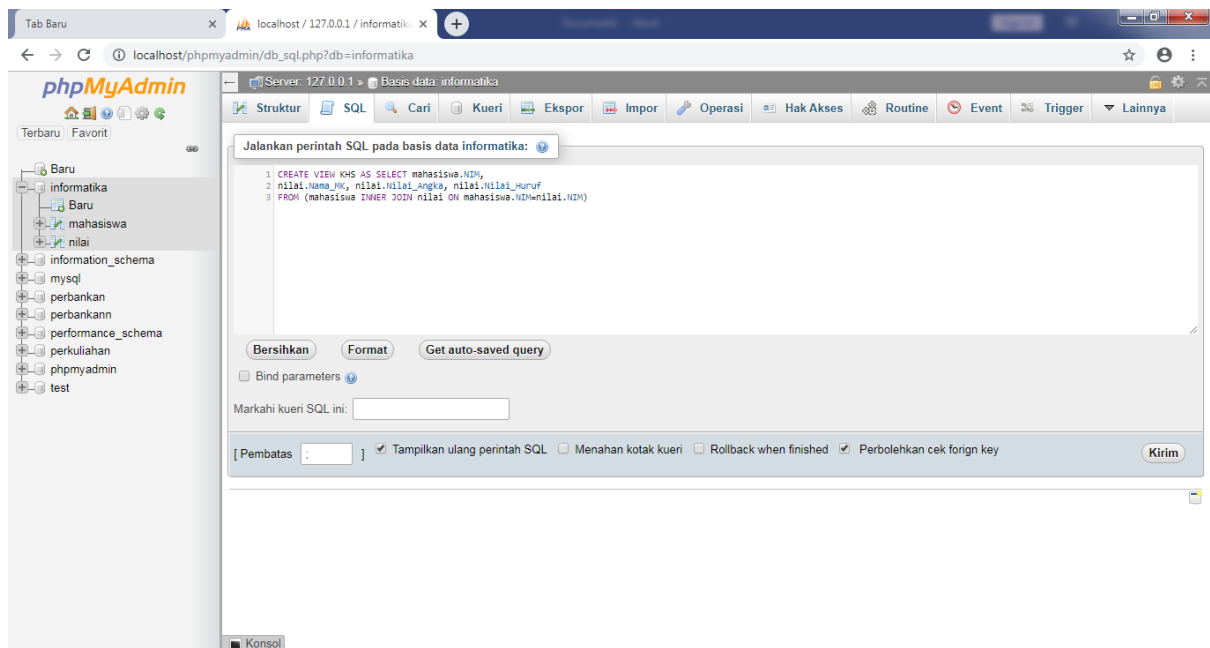 Tab Baru
localhost / 127.0.0.1 / informatik
localhost/phpmyadmin/db_sql.php?db=informatika
phpMyAdmin
Terbaru Favorit
Baru
informatika
Baru
mahasiswa
nilai
information_schema
mysql
perbankan
perbankann
performance_schema
perkuliahan
phpmyadmin
test
Server: 127.0.0.1 » Basis data: informatika
Struktur SQL Cari Kueri Ekspor Impor Operasi Hak Akses Routine Event Trigger Lainnya
Jalankan perintah SQL pada basis data informatika:
1 CREATE VIEW KHS AS SELECT mahasiswa.NIM,
2 nilai.Nama_MK, nilai.Nilai_Angka, nilai.Nilai_Huruf
3 FROM (mahasiswa INNER JOIN nilai ON mahasiswa.NIM=nilai.NIM)
Bersihkan Format Get auto-saved query
Bind parameters
Markahi kueri SQL ini:
[ Pembatas ; ] Tampilkan ulang perintah SQL Menahan kotak kueri Rollback when finished Perbolehkan cek forign key Kirim
Konsol